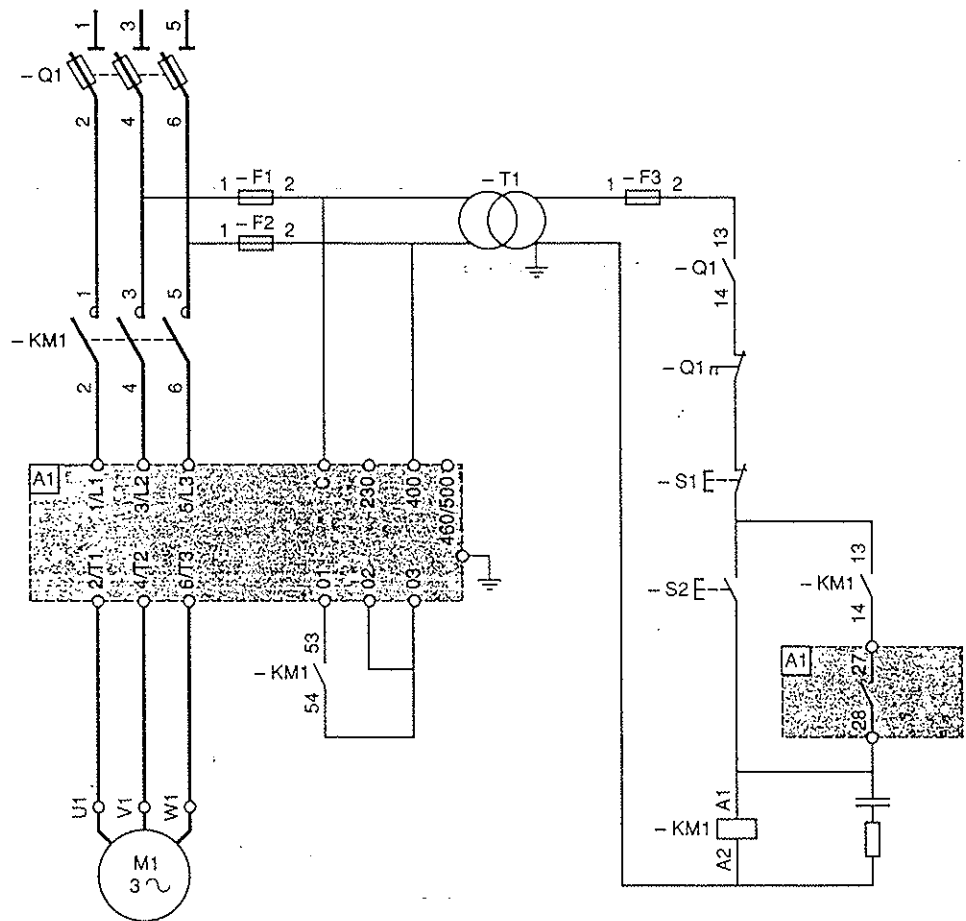 1 3 5
– Q1
2 4 6
1 – F1 2
– T1
1 – F3 2
1 – F2 2
13
– Q1
14
1 3 5
– KM1
2 4 6
– Q1
A1
1/L1 3/L2 5/L3 C 230 400 460/500
2/T1 4/T2 6/T3 01 02 03
– S1
– S2
13
– KM1
14
53
– KM1
54
A1
27
28
U1 V1 W1
A1
– KM1
A2
M1
3 ~